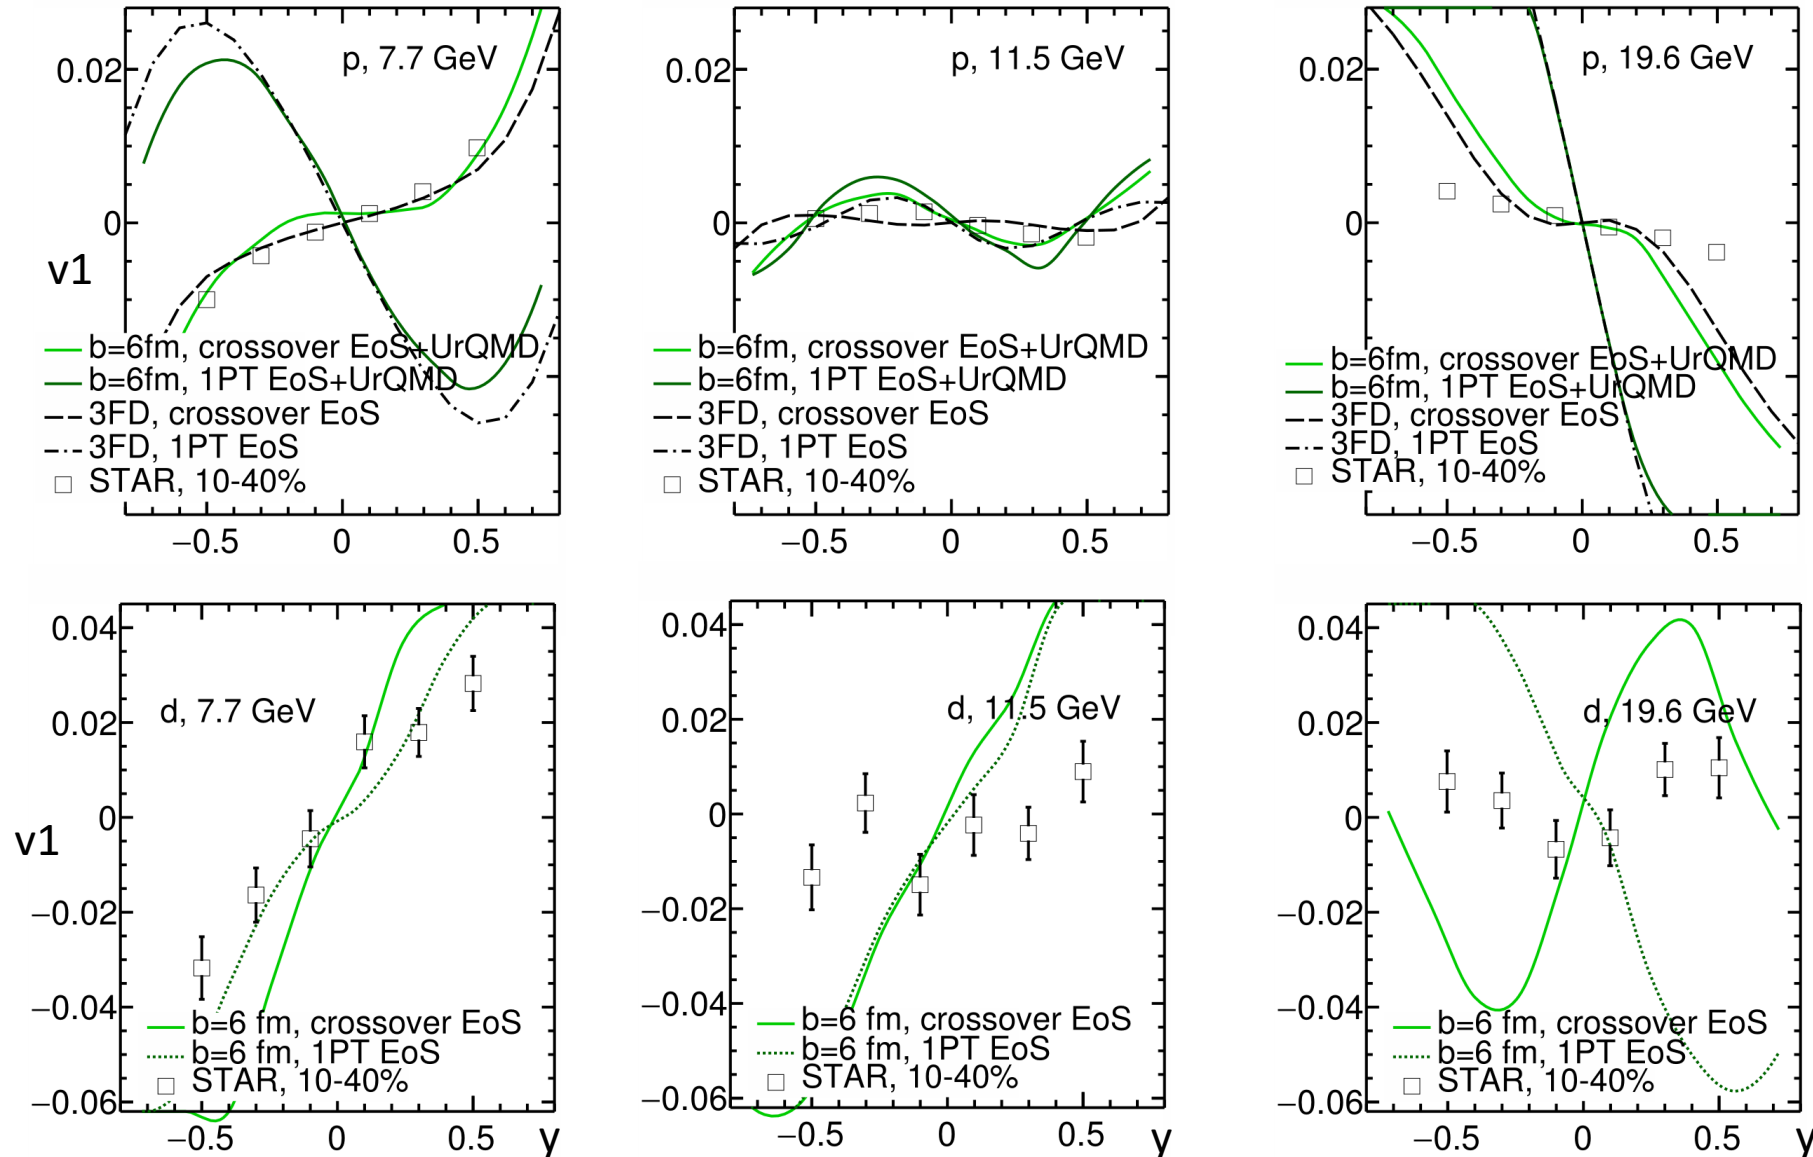 p, 7.7 GeV
0.02
0
v1
b=6fm, crossover EoS+UrQMD
b=6fm, 1PT EoS+UrQMD
3FD, crossover EoS
3FD, 1PT EoS
STAR, 10-40%
−0.5 0 0.5
p, 11.5 GeV
0.02
0
b=6fm, crossover EoS+UrQMD
b=6fm, 1PT EoS+UrQMD
3FD, crossover EoS
3FD, 1PT EoS
STAR, 10-40%
−0.5 0 0.5
p, 19.6 GeV
0.02
0
b=6fm, crossover EoS+UrQMD
b=6fm, 1PT EoS+UrQMD
3FD, crossover EoS
3FD, 1PT EoS
STAR, 10-40%
−0.5 0 0.5
0.04
d, 7.7 GeV
0.02
0
v1
−0.02
−0.04
b=6 fm, crossover EoS
b=6 fm, 1PT EoS
STAR, 10-40%
−0.06
−0.5 0 0.5 y
0.04
d, 11.5 GeV
0.02
0
−0.02
−0.04
b=6 fm, crossover EoS
b=6 fm, 1PT EoS
STAR, 10-40%
−0.06
−0.5 0 0.5 y
0.04
d, 19.6 GeV
0.02
0
−0.02
−0.04
b=6 fm, crossover EoS
b=6 fm, 1PT EoS
STAR, 10-40%
−0.06
−0.5 0 0.5 y